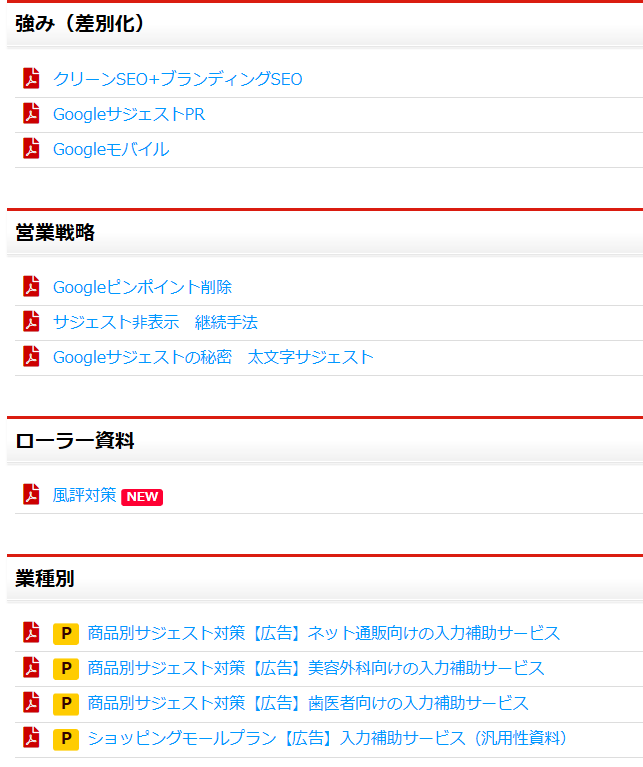 強み（差別化）
クリーンSEO+ブランディングSEO
GoogleサジェストPR
Googleモバイル
営業戦略
Googleピンポイント削除
サジェスト非表示　継続手法
Googleサジェストの秘密　太文字サジェスト
ローラー資料
風評対策 NEW
業種別
P 商品別サジェスト対策【広告】ネット通販向けの入力補助サービス
P 商品別サジェスト対策【広告】美容外科向けの入力補助サービス
P 商品別サジェスト対策【広告】歯医者向けの入力補助サービス
P ショッピングモールプラン【広告】入力補助サービス（汎用性資料）